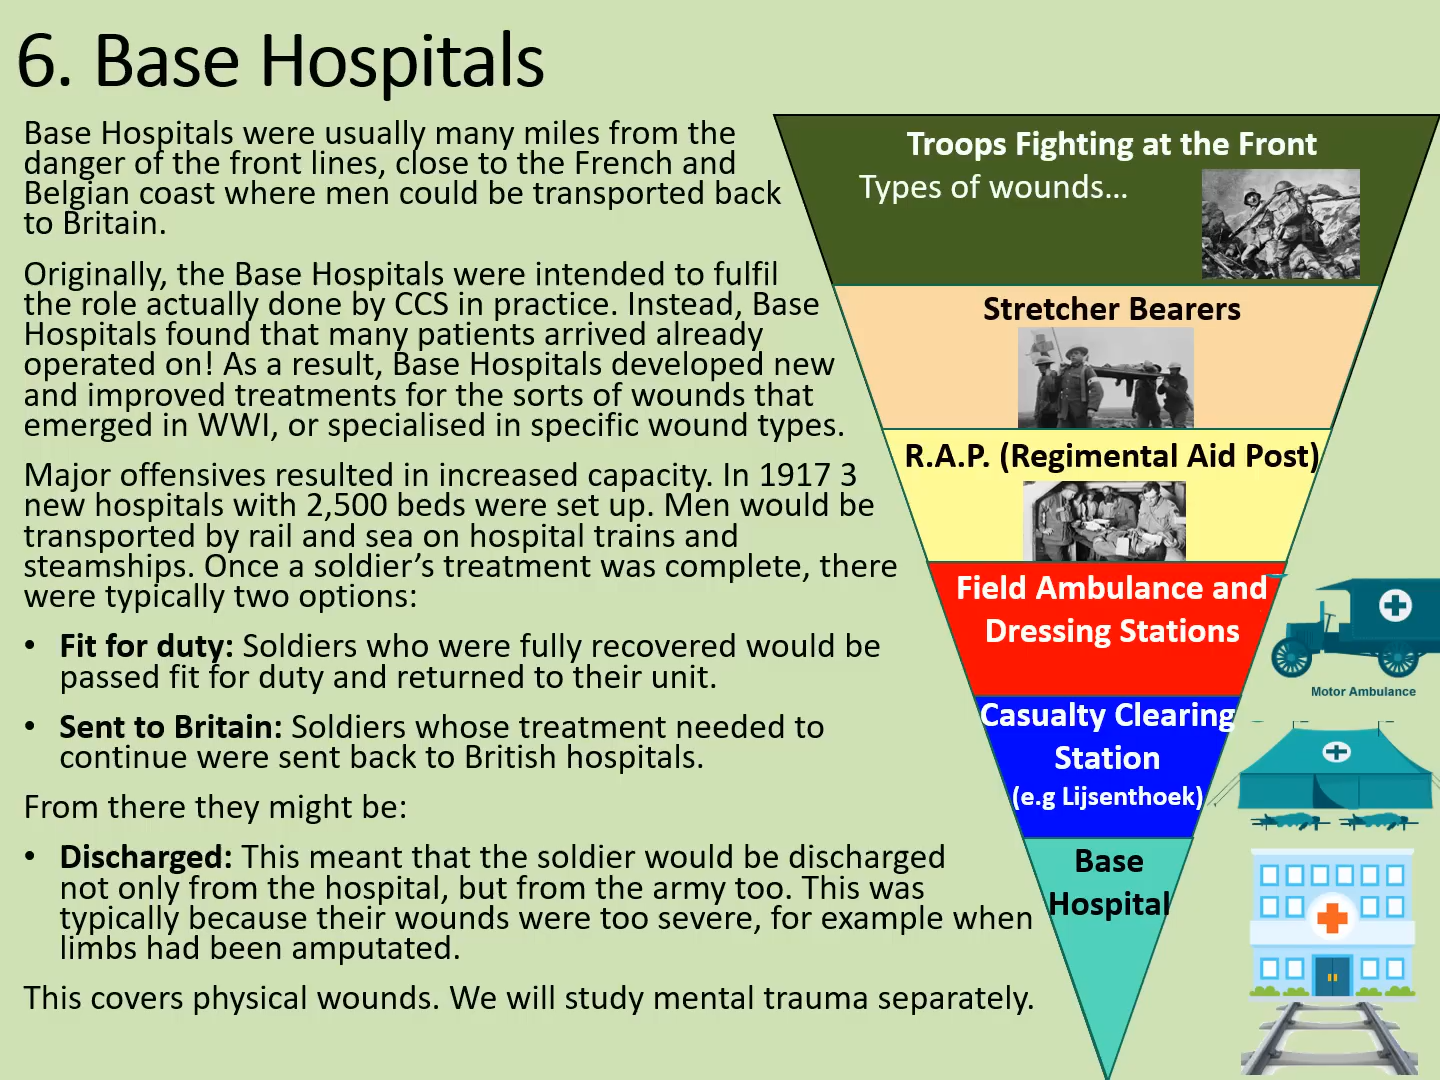 6. Base Hospitals
Base Hospitals were usually many miles from the
danger of the front lines, close to the French and
Belgian coast where men could be transported back
to Britain.
Originally, the Base Hospitals were intended to fulfil
the role actually done by CCS in practice. Instead, Base
Hospitals found that many patients arrived already
operated on! As a result, Base Hospitals developed new
and improved treatments for the sorts of wounds that
emerged in WWI, or specialised in specific wound types.
Major offensives resulted in increased capacity. In 1917 3
new hospitals with 2,500 beds were set up. Men would be
transported by rail and sea on hospital trains and
steamships. Once a soldier’s treatment was complete, there
were typically two options:
• Fit for duty: Soldiers who were fully recovered would be
passed fit for duty and returned to their unit.
• Sent to Britain: Soldiers whose treatment needed to
continue were sent back to British hospitals.
From there they might be:
• Discharged: This meant that the soldier would be discharged
not only from the hospital, but from the army too. This was
typically because their wounds were too severe, for example when
limbs had been amputated.
This covers physical wounds. We will study mental trauma separately.
Troops Fighting at the Front
Types of wounds…
Stretcher Bearers
R.A.P. (Regimental Aid Post)
Field Ambulance and
Dressing Stations
Motor Ambulance
Casualty Clearing
Station
(e.g Lijsenthoek)
Base
Hospital